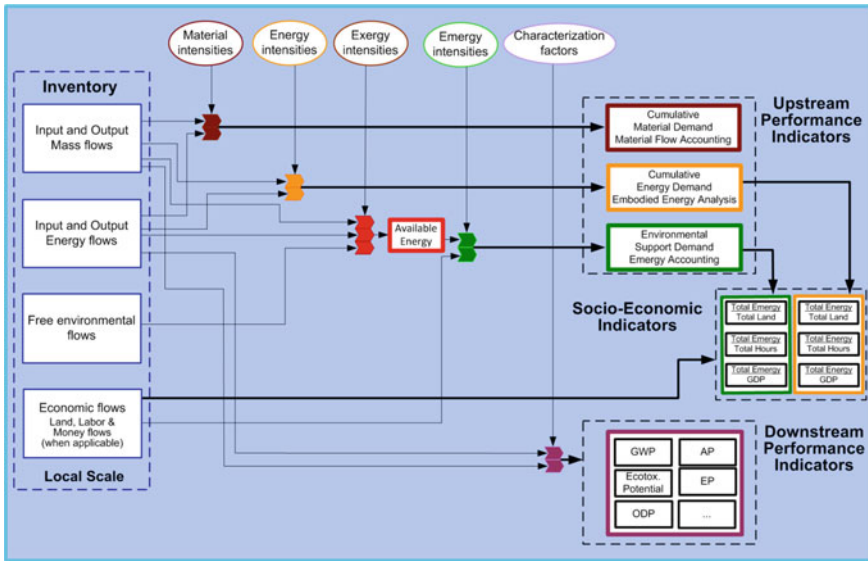 Material
intensities
Energy
intensities
Exergy
intensities
Emergy
intensities
Characterization
factors
Inventory
Input and Output
Mass flows
Input and Output
Energy flows
Free environmental
flows
Economic flows
Land, Labor &
Money flows
(when applicable)
Local Scale
Available
Energy
Upstream
Performance
Indicators
Cumulative
Material Demand
Material Flow Accounting
Cumulative
Energy Demand
Embodied Energy Analysis
Environmental
Support Demand
Emergy Accounting
Socio-Economic
Indicators
Total Emergy
Total Land
Total Emergy
Total Hours
Total Emergy
GDP
Total Energy
Total Land
Total Energy
Total Hours
Total Energy
GDP
Downstream
Performance
Indicators
GWP
AP
Ecotox.
Potential
EP
ODP
...